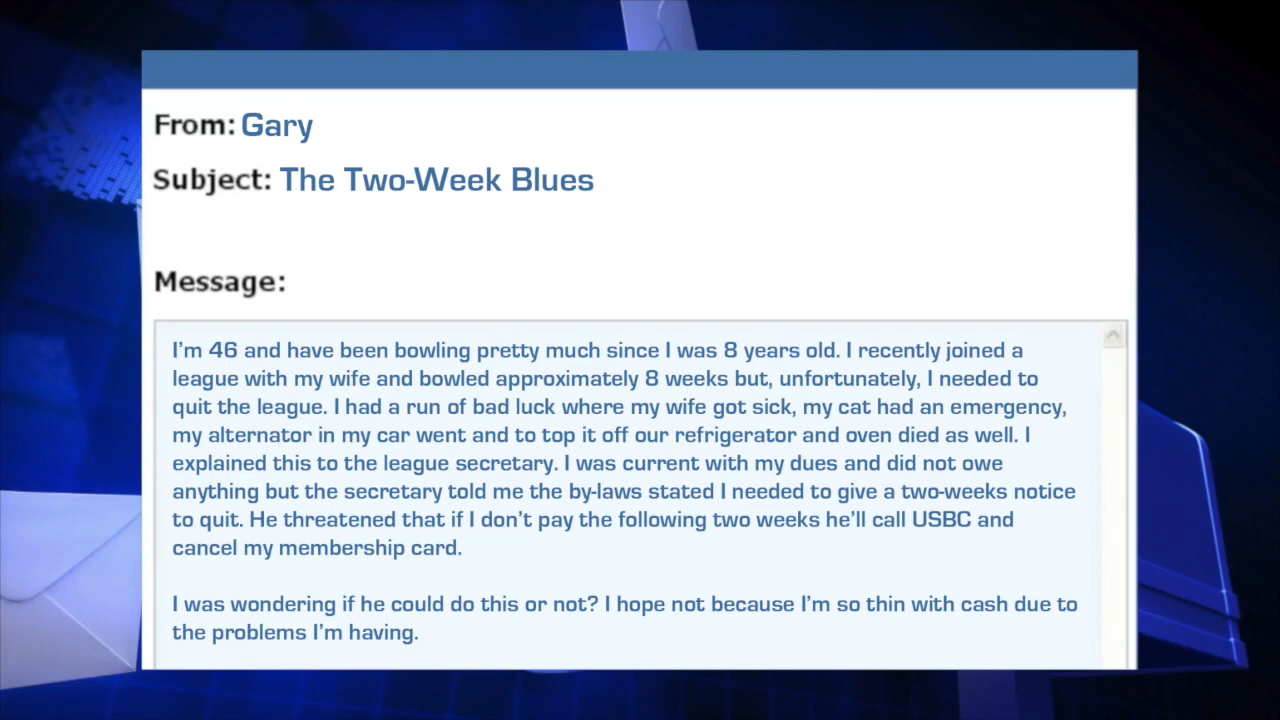 From: Gary
Subject: The Two-Week Blues
Message:
I'm 46 and have been bowling pretty much since I was 8 years old. I recently joined a
league with my wife and bowled approximately 8 weeks but, unfortunately, I needed to
quit the league. I had a run of bad luck where my wife got sick, my cat had an emergency,
my alternator in my car went and to top it off our refrigerator and oven died as well. I
explained this to the league secretary. I was current with my dues and did not owe
anything but the secretary told me the by-laws stated I needed to give a two-weeks notice
to quit. He threatened that if I don't pay the following two weeks he'll call USBC and
cancel my membership card.
I was wondering if he could do this or not? I hope not because I'm so thin with cash due to
the problems I'm having.